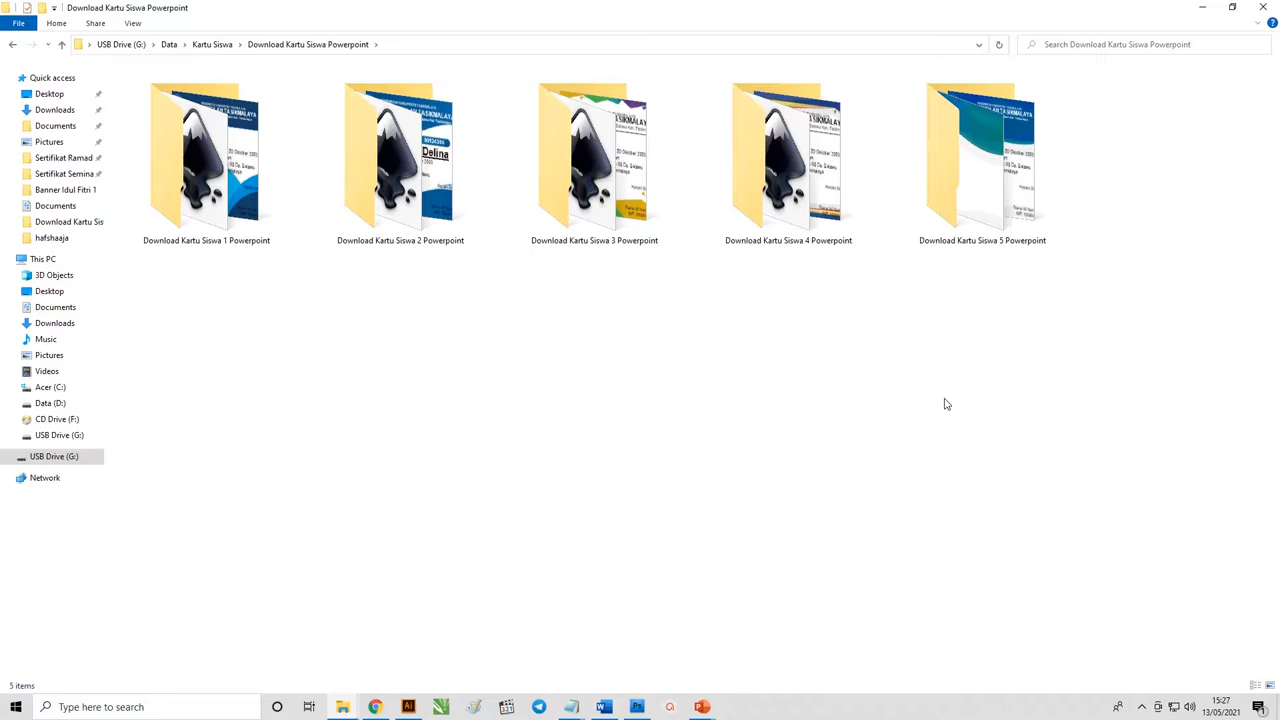 Download Kartu Siswa Powerpoint
File Home Share View
USB Drive (G:) Data Kartu Siswa Download Kartu Siswa Powerpoint
Search Download Kartu Siswa Powerpoint
Quick access
Desktop
Downloads
Documents
Pictures
Sertifikat Ramad
Sertifikat Semina
Banner Idul Fitri 1
Documents
Download Kartu Sis
hafshaaja
This PC
3D Objects
Desktop
Documents
Downloads
Music
Pictures
Videos
Acer (C:)
Data (D:)
CD Drive (F:)
USB Drive (G:)
USB Drive (G:)
Network
Download Kartu Siswa 1 Powerpoint
Download Kartu Siswa 2 Powerpoint
Download Kartu Siswa 3 Powerpoint
Download Kartu Siswa 4 Powerpoint
Download Kartu Siswa 5 Powerpoint
5 items
Type here to search
15:27
13/05/2021